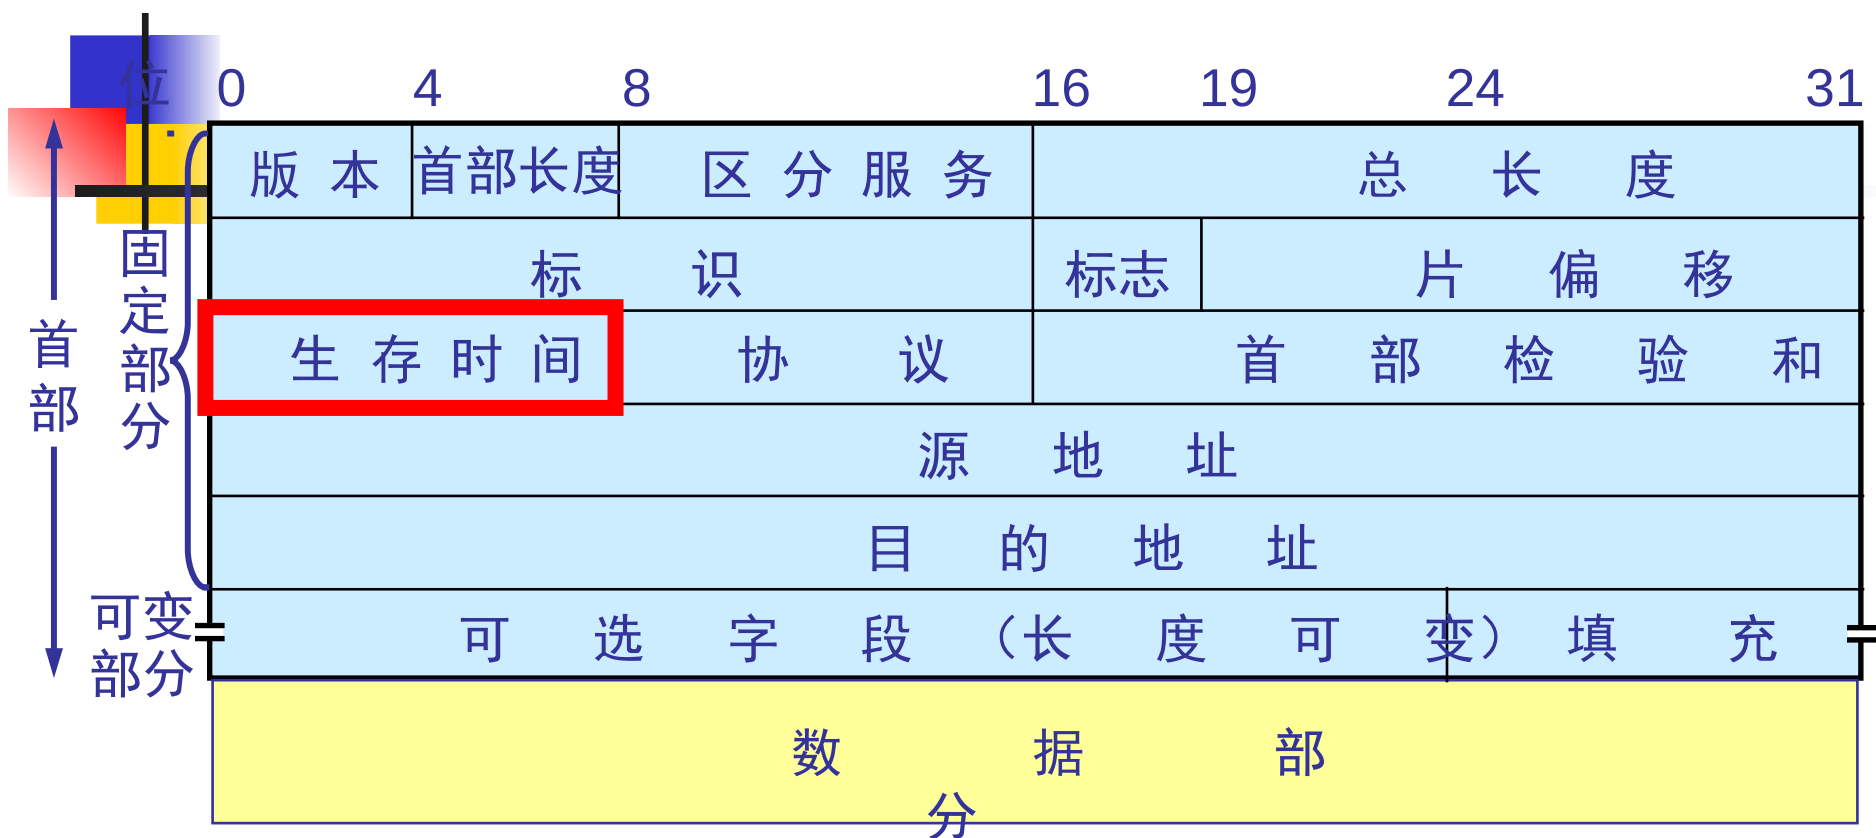 位 0 4 8 16 19 24 31
版 本 首部长度 区 分 服 务 总 长 度
标 识 标志 片 偏 移
生 存 时 间 协 议 首 部 检 验 和
源 地 址
目 的 地 址
可 选 字 段 （长 度 可 变） 填 充
数 据 部
分
首部
固定部分
可变
部分